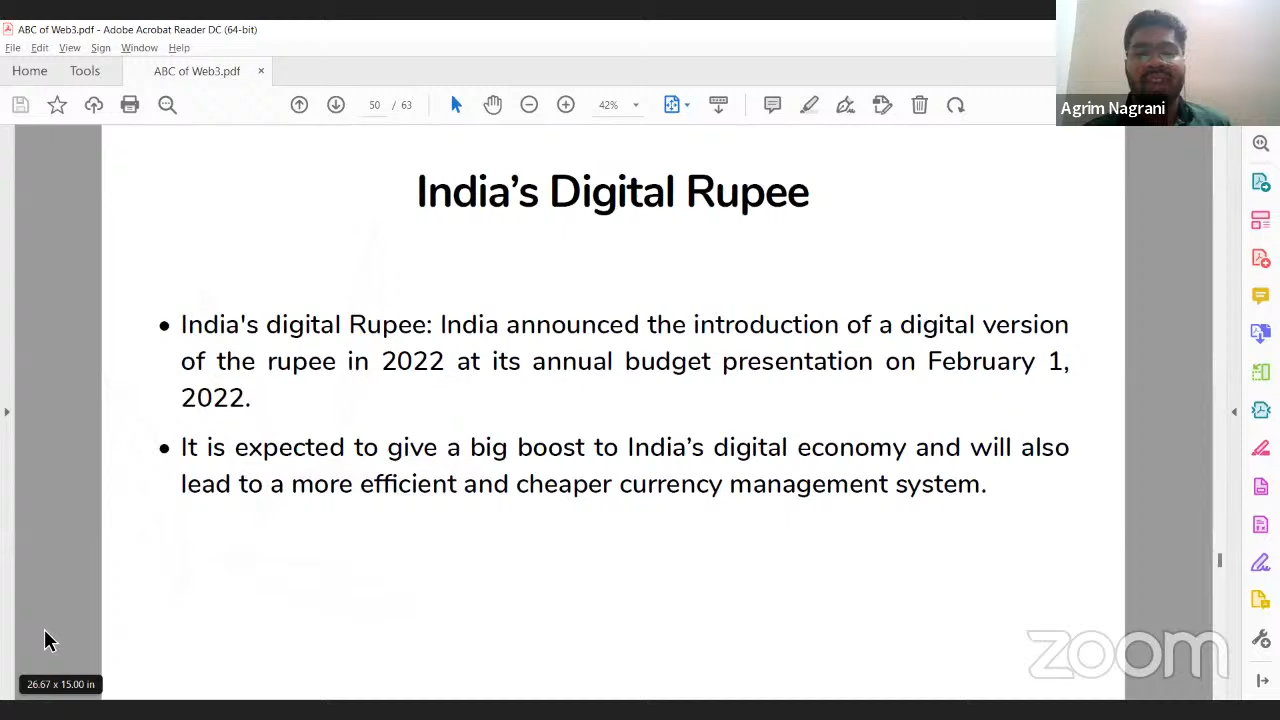 ABC of Web3.pdf - Adobe Acrobat Reader DC (64-bit)
File Edit View Sign Window Help
Home Tools ABC of Web3.pdf ×
50 / 63 42%
Agrim Nagrani
India’s Digital Rupee
• India's digital Rupee: India announced the introduction of a digital version
of the rupee in 2022 at its annual budget presentation on February 1,
2022.
• It is expected to give a big boost to India’s digital economy and will also
lead to a more efficient and cheaper currency management system.
zoom
26.67 x 15.00 in